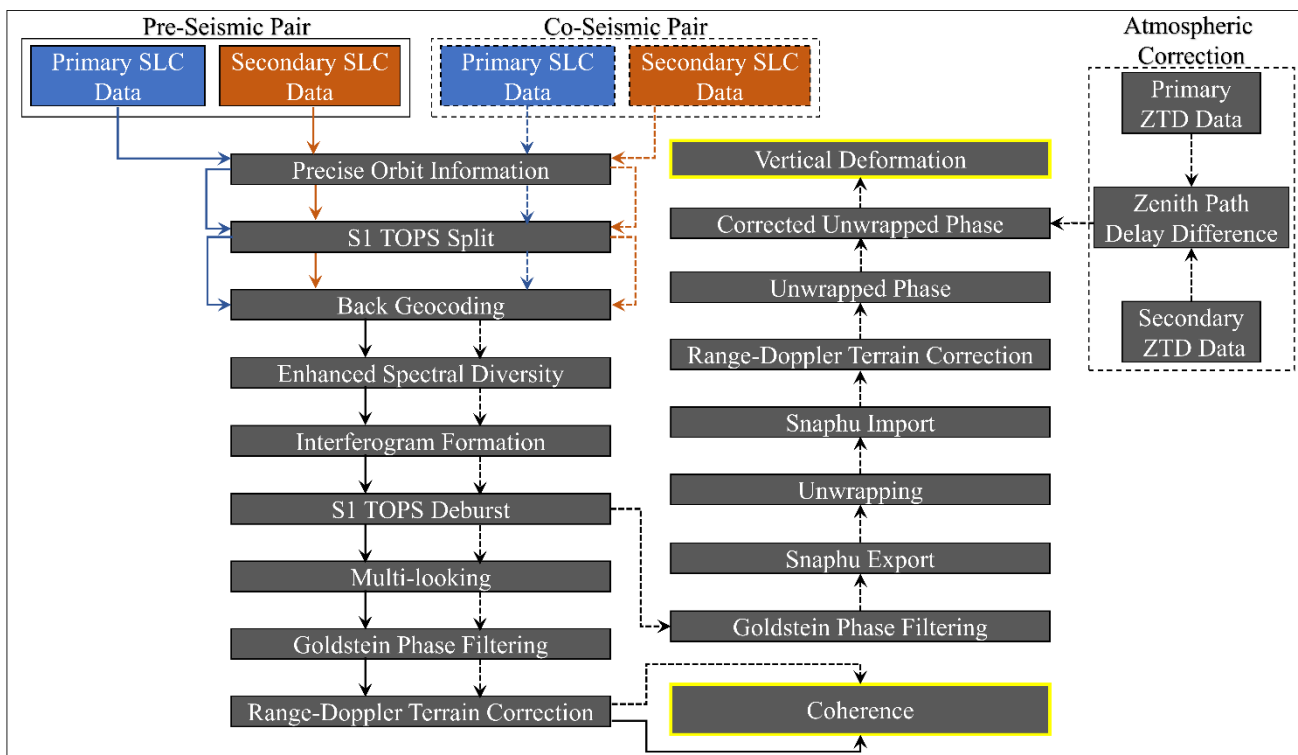 Pre-Seismic Pair
Primary SLC
Data
Secondary SLC
Data
Co-Seismic Pair
Primary SLC
Data
Secondary SLC
Data
Atmospheric
Correction
Primary
ZTD Data
Zenith Path
Delay Difference
Secondary
ZTD Data
Precise Orbit Information
S1 TOPS Split
Back Geocoding
Enhanced Spectral Diversity
Interferogram Formation
S1 TOPS Deburst
Multi-looking
Goldstein Phase Filtering
Range-Doppler Terrain Correction
Vertical Deformation
Corrected Unwrapped Phase
Unwrapped Phase
Range-Doppler Terrain Correction
Snaphu Import
Unwrapping
Snaphu Export
Goldstein Phase Filtering
Coherence